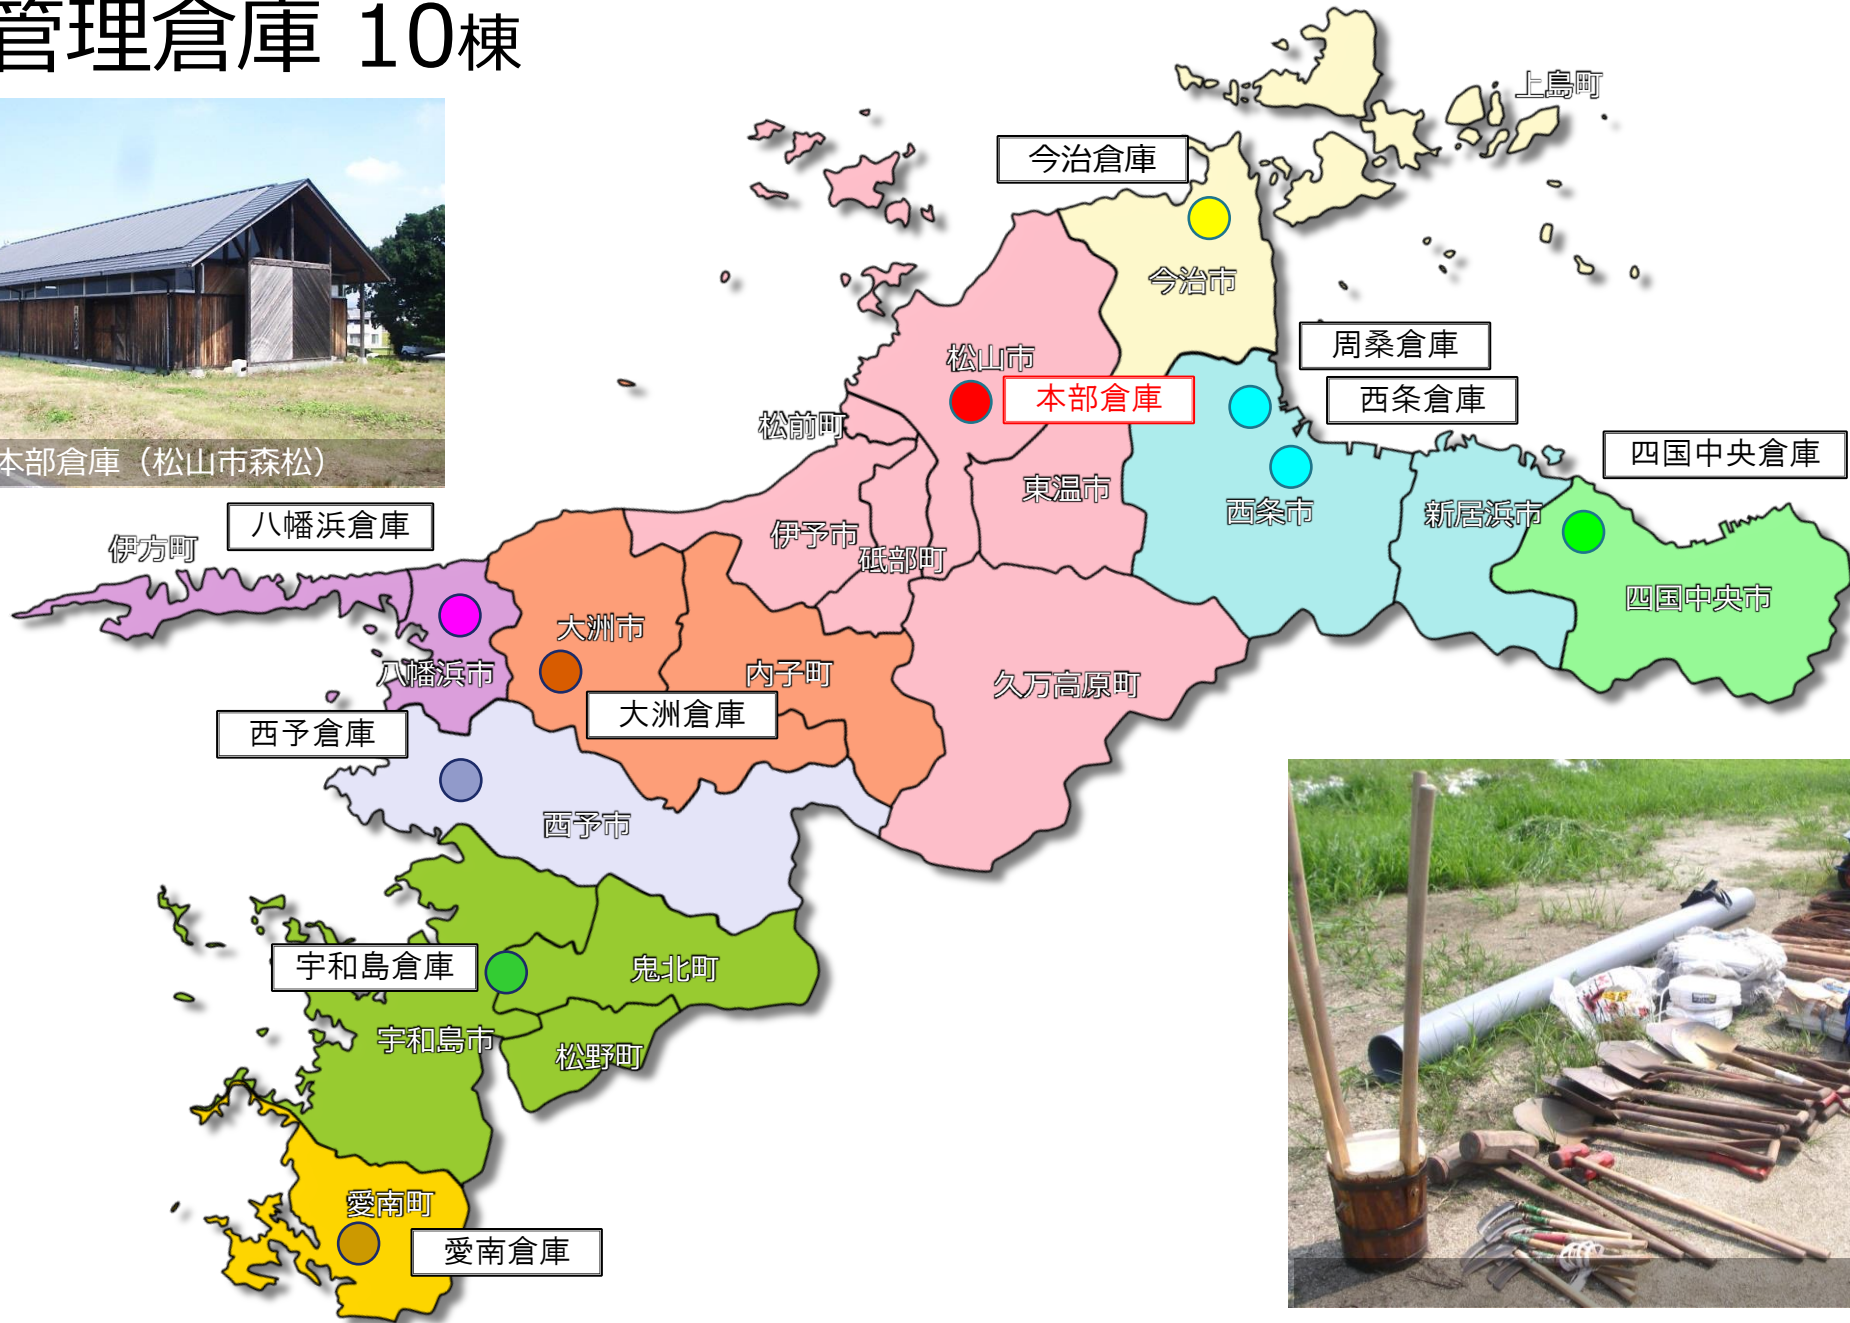 管理倉庫 10棟
上島町
今治倉庫
今治市
周桑倉庫
松山市
本部倉庫
西条倉庫
松前町
四国中央倉庫
本部倉庫（松山市森松）
東温市
西条市
新居浜市
八幡浜倉庫
伊予市
伊方町
砥部町
四国中央市
大洲市
八幡浜市
内子町
久万高原町
大洲倉庫
西予倉庫
西予市
宇和島倉庫
鬼北町
宇和島市
松野町
愛南町
愛南倉庫